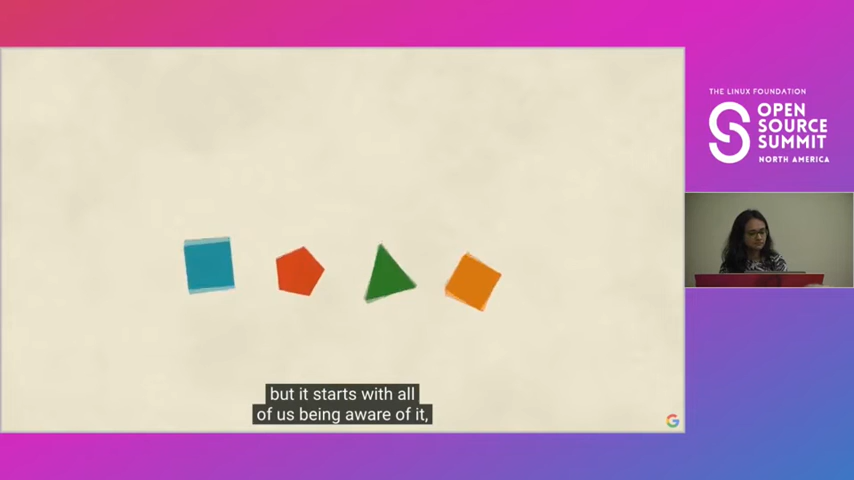 THE LINUX FOUNDATION
OPEN
SOURCE
SUMMIT
NORTH AMERICA
but it starts with all
of us being aware of it,
G